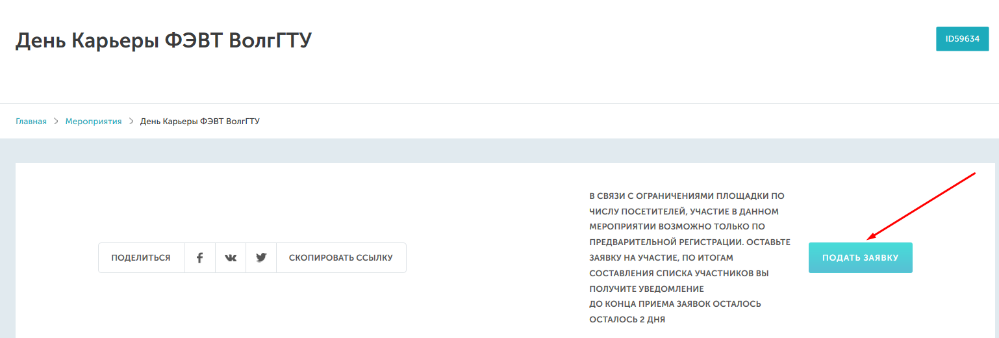 День Карьеры ФЭВТ ВолгГТУ
ID59634
Главная > Мероприятия > День Карьеры ФЭВТ ВолгГТУ
В СВЯЗИ С ОГРАНИЧЕНИЯМИ ПЛОЩАДКИ ПО
ЧИСЛУ ПОСЕТИТЕЛЕЙ, УЧАСТИЕ В ДАННОМ
МЕРОПРИЯТИИ ВОЗМОЖНО ТОЛЬКО ПО
ПРЕДВАРИТЕЛЬНОЙ РЕГИСТРАЦИИ. ОСТАВЬТЕ
ЗАЯВКУ НА УЧАСТИЕ, ПО ИТОГАМ
СОСТАВЛЕНИЯ СПИСКА УЧАСТНИКОВ ВЫ
ПОЛУЧИТЕ УВЕДОМЛЕНИЕ
ДО КОНЦА ПРИЕМА ЗАЯВОК ОСТАЛОСЬ
ОСТАЛОСЬ 2 ДНЯ
ПОДЕЛИТЬСЯ
СКОПИРОВАТЬ ССЫЛКУ
ПОДАТЬ ЗАЯВКУ